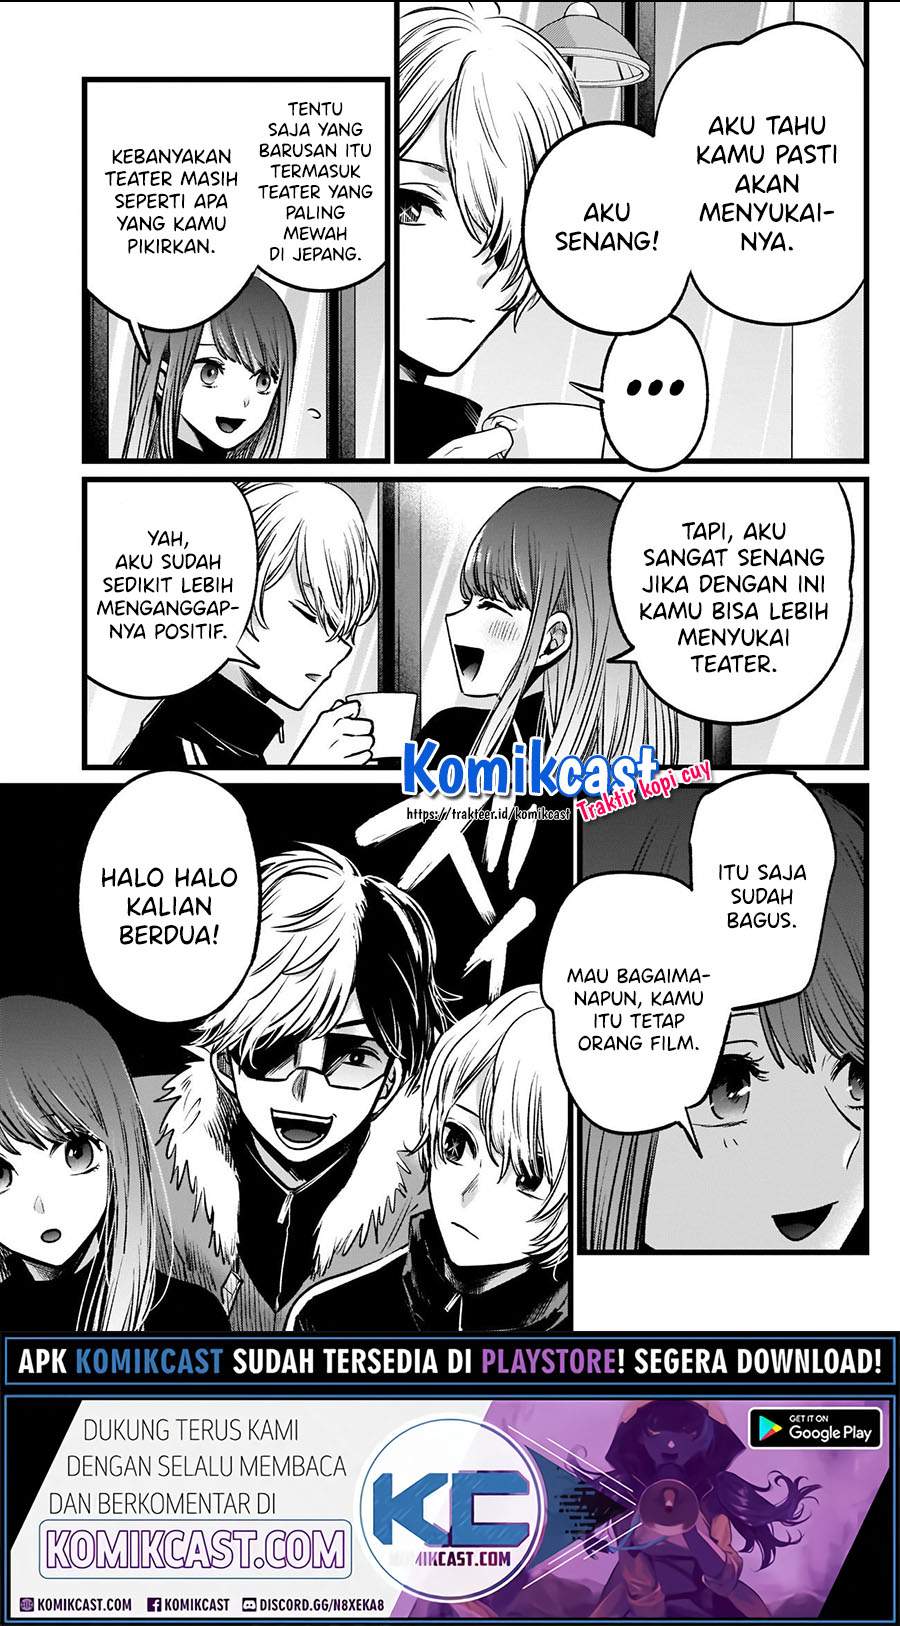 AKU TAHU
KAMU PASTI
AKAN
MENYUKAI-
NYA.
AKU
SENANG!
...
TENTU
SAJA YANG
BARUSAN ITU
TERMASUK
TEATER YANG
PALING
MEWAH
DI JEPANG.
KEBANYAKAN
TEATER MASIH
SEPERTI APA
YANG KAMU
PIKIRKAN.
TAPI, AKU
SANGAT SENANG
JIKA DENGAN INI
KAMU BISA LEBIH
MENYUKAI
TEATER.
YAH,
AKU SUDAH
SEDIKIT LEBIH
MENGANGGAP-
NYA POSITIF.
Komikcast
https://trakteer.id/komikcast
Traktir kopi cuy
ITU SAJA
SUDAH
BAGUS.
MAU BAGAIMA-
NAPUN, KAMU
ITU TETAP
ORANG FILM.
HALO HALO
KALIAN
BERDUA!
APK KOMIKCAST SUDAH TERSEDIA DI PLAYSTORE! SEGERA DOWNLOAD!
DUKUNG TERUS KAMI
DENGAN SELALU MEMBACA
DAN BERKOMENTAR DI
KOMIKCAST.COM
KC
KOMIKCAST.COM
GET IT ON
Google Play
KOMIKCAST.COM
KOMIKCAST
DISCORD.GG/N8XEKA8